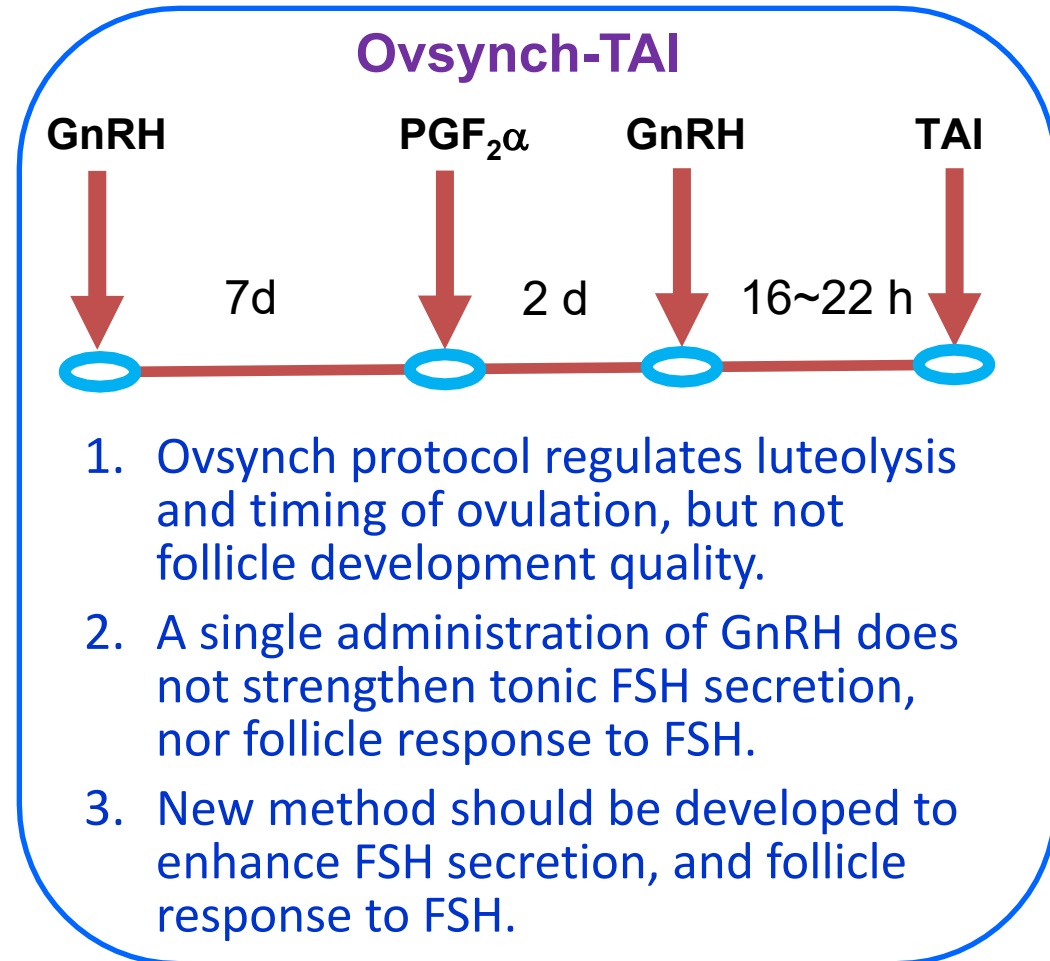 Ovsynch-TAI
GnRH PGF₂α GnRH TAI
7d 2 d 16~22 h
1. Ovsynch protocol regulates luteolysis
and timing of ovulation, but not
follicle development quality.
2. A single administration of GnRH does
not strengthen tonic FSH secretion,
nor follicle response to FSH.
3. New method should be developed to
enhance FSH secretion, and follicle
response to FSH.